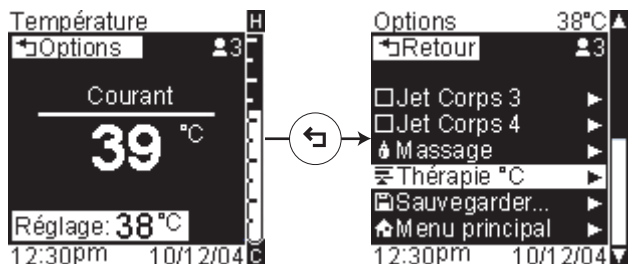 Température H
Options 3
Courant
39 °C
Réglage: 38°C
12:30pm 10/12/04 C
Options 38°C
Retour 3
Jet Corps 3
Jet Corps 4
Massage
Thérapie °C
Sauvegarder...
Menu principal
12:30pm 10/12/04